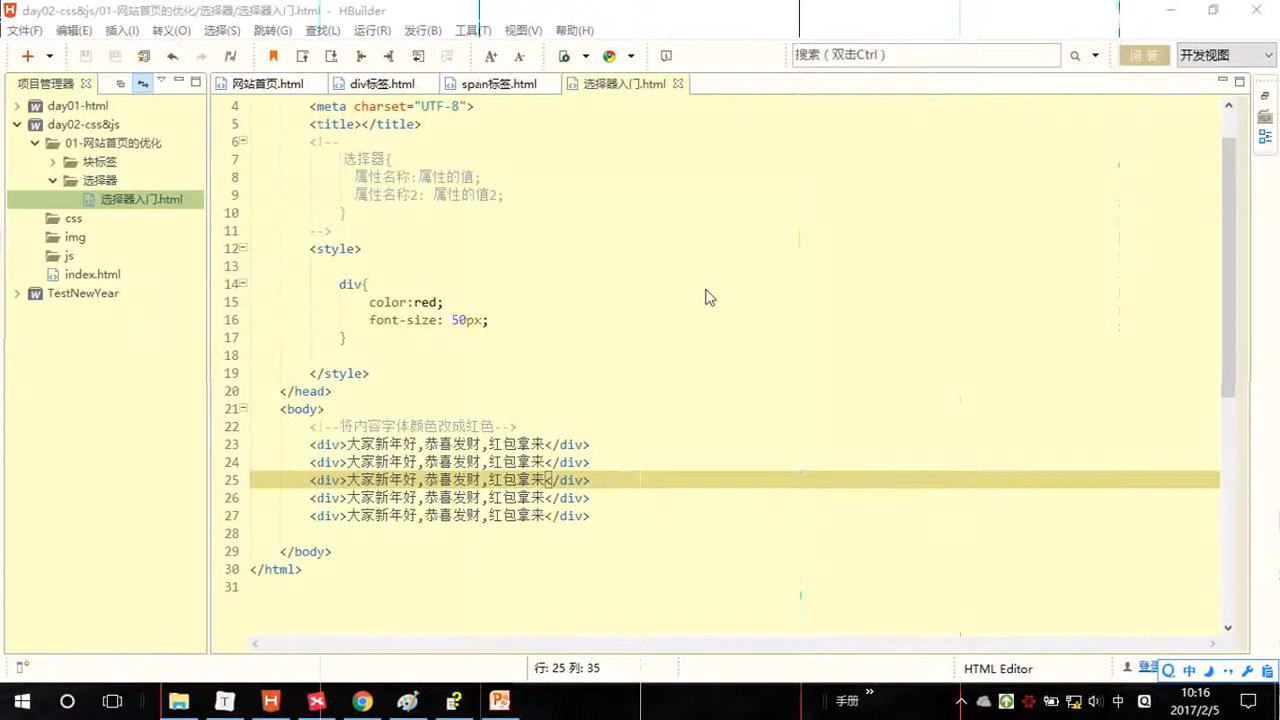 day02-css&js/01-网站首页的优化/选择器/选择器入门.html - HBuilder
文件(F) 编辑(E) 插入(I) 转义(O) 选择(S) 跳转(G) 查找(L) 运行(R) 发行(B) 工具(T) 视图(V) 帮助(H)
搜索（双击Ctrl） 问答 开发视图
项目管理器 网站首页.html div标签.html span标签.html 选择器入门.html
day01-html
day02-css&js
01-网站首页的优化
块标签
选择器
选择器入门.html
css
img
js
index.html
TestNewYear
4 <meta charset="UTF-8">
5 <title></title>
6 <!--
7 选择器{
8 属性名称:属性的值;
9 属性名称2: 属性的值2;
10 }
11 -->
12 <style>
13
14 div{
15 color:red;
16 font-size: 50px;
17 }
18
19 </style>
20 </head>
21 <body>
22 <!--将内容字体颜色改成红色-->
23 <div>大家新年好,恭喜发财,红包拿来</div>
24 <div>大家新年好,恭喜发财,红包拿来</div>
25 <div>大家新年好,恭喜发财,红包拿来</div>
26 <div>大家新年好,恭喜发财,红包拿来</div>
27 <div>大家新年好,恭喜发财,红包拿来</div>
28
29 </body>
30 </html>
31
行: 25 列: 35 HTML Editor 登录
中
手册 中 10:16
2017/2/5